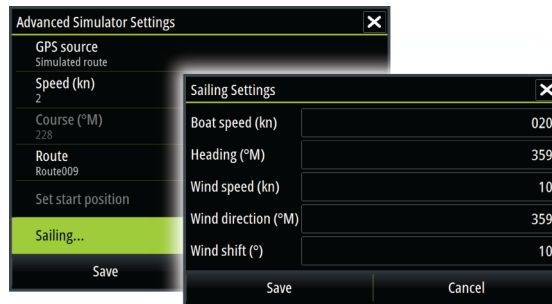 Advanced Simulator Settings
GPS source
Simulated route
Speed (kn)
2
Course (°M)
228
Route
Route009
Set start position
Sailing...
Save
Sailing Settings
Boat speed (kn) 020
Heading (°M) 359
Wind speed (kn) 10
Wind direction (°M) 359
Wind shift (°) 10
Save Cancel